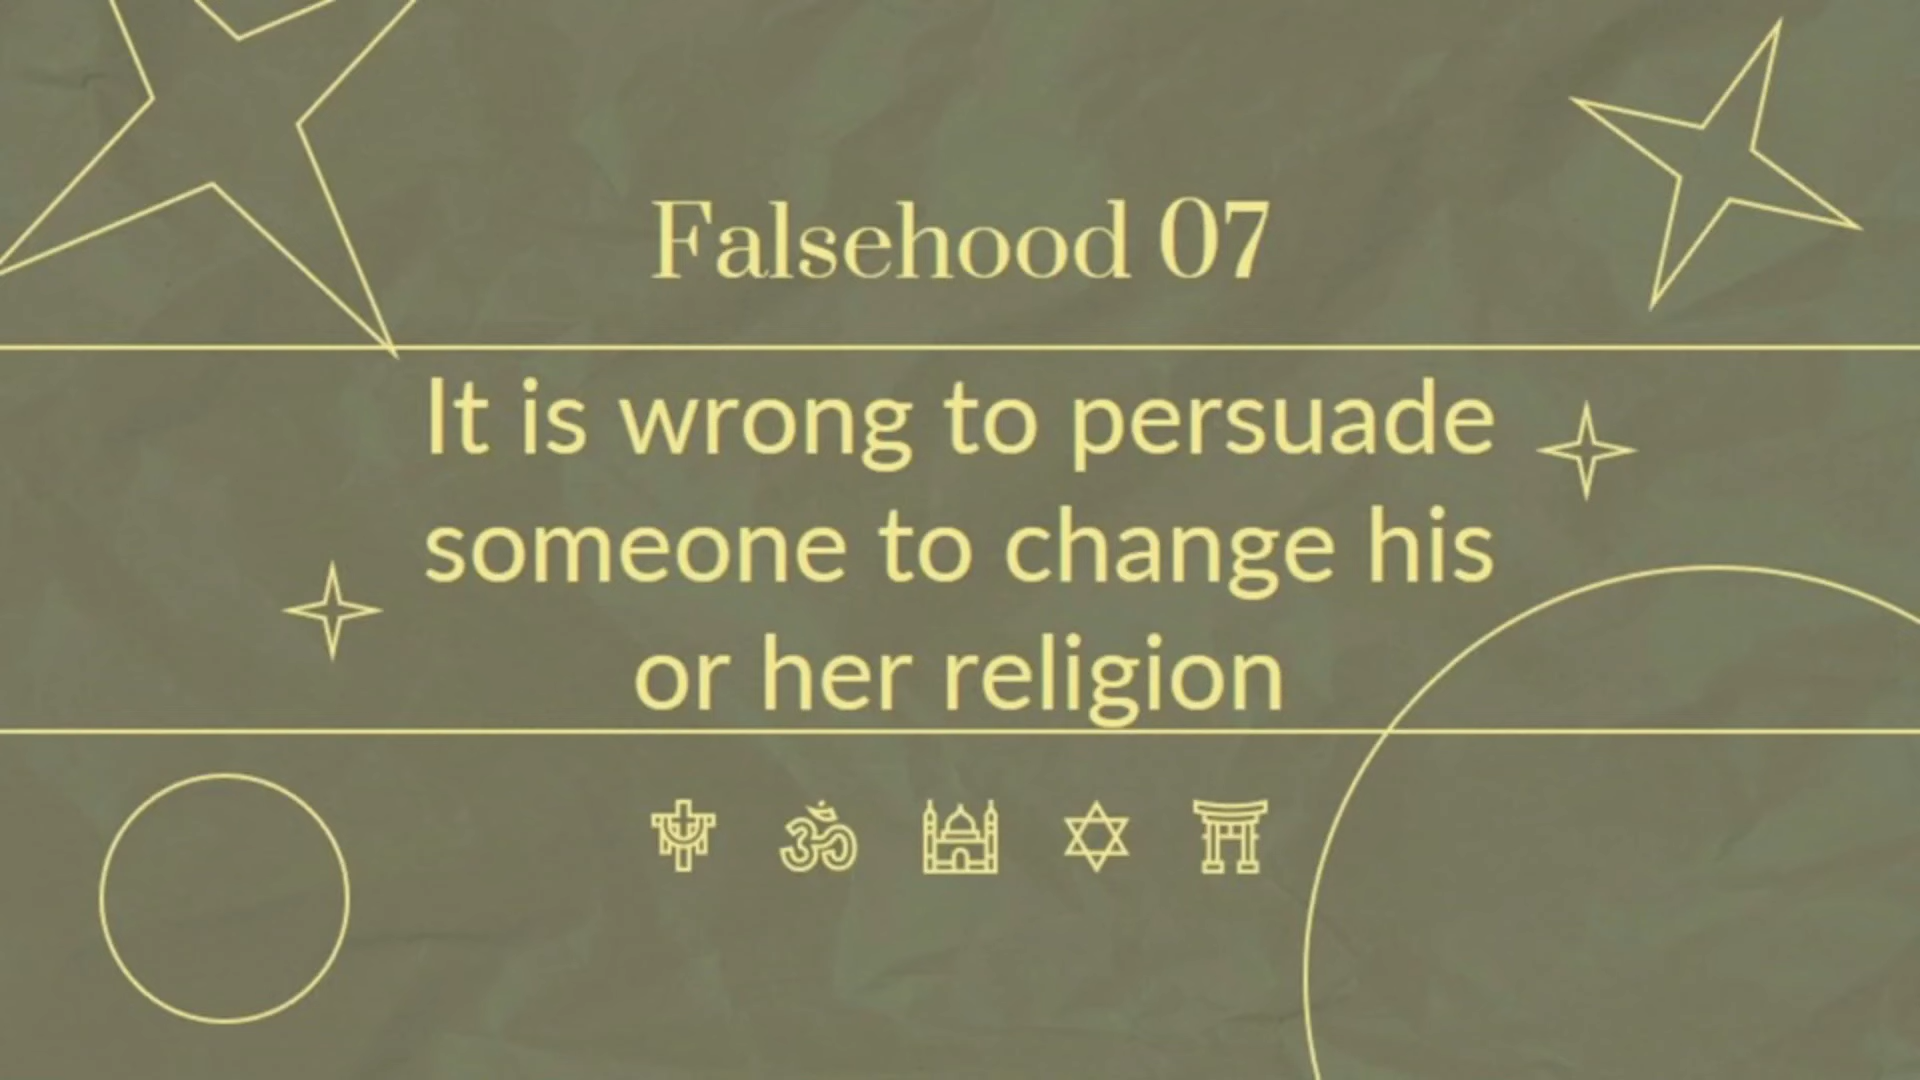 Falsehood 07
It is wrong to persuade
someone to change his
or her religion